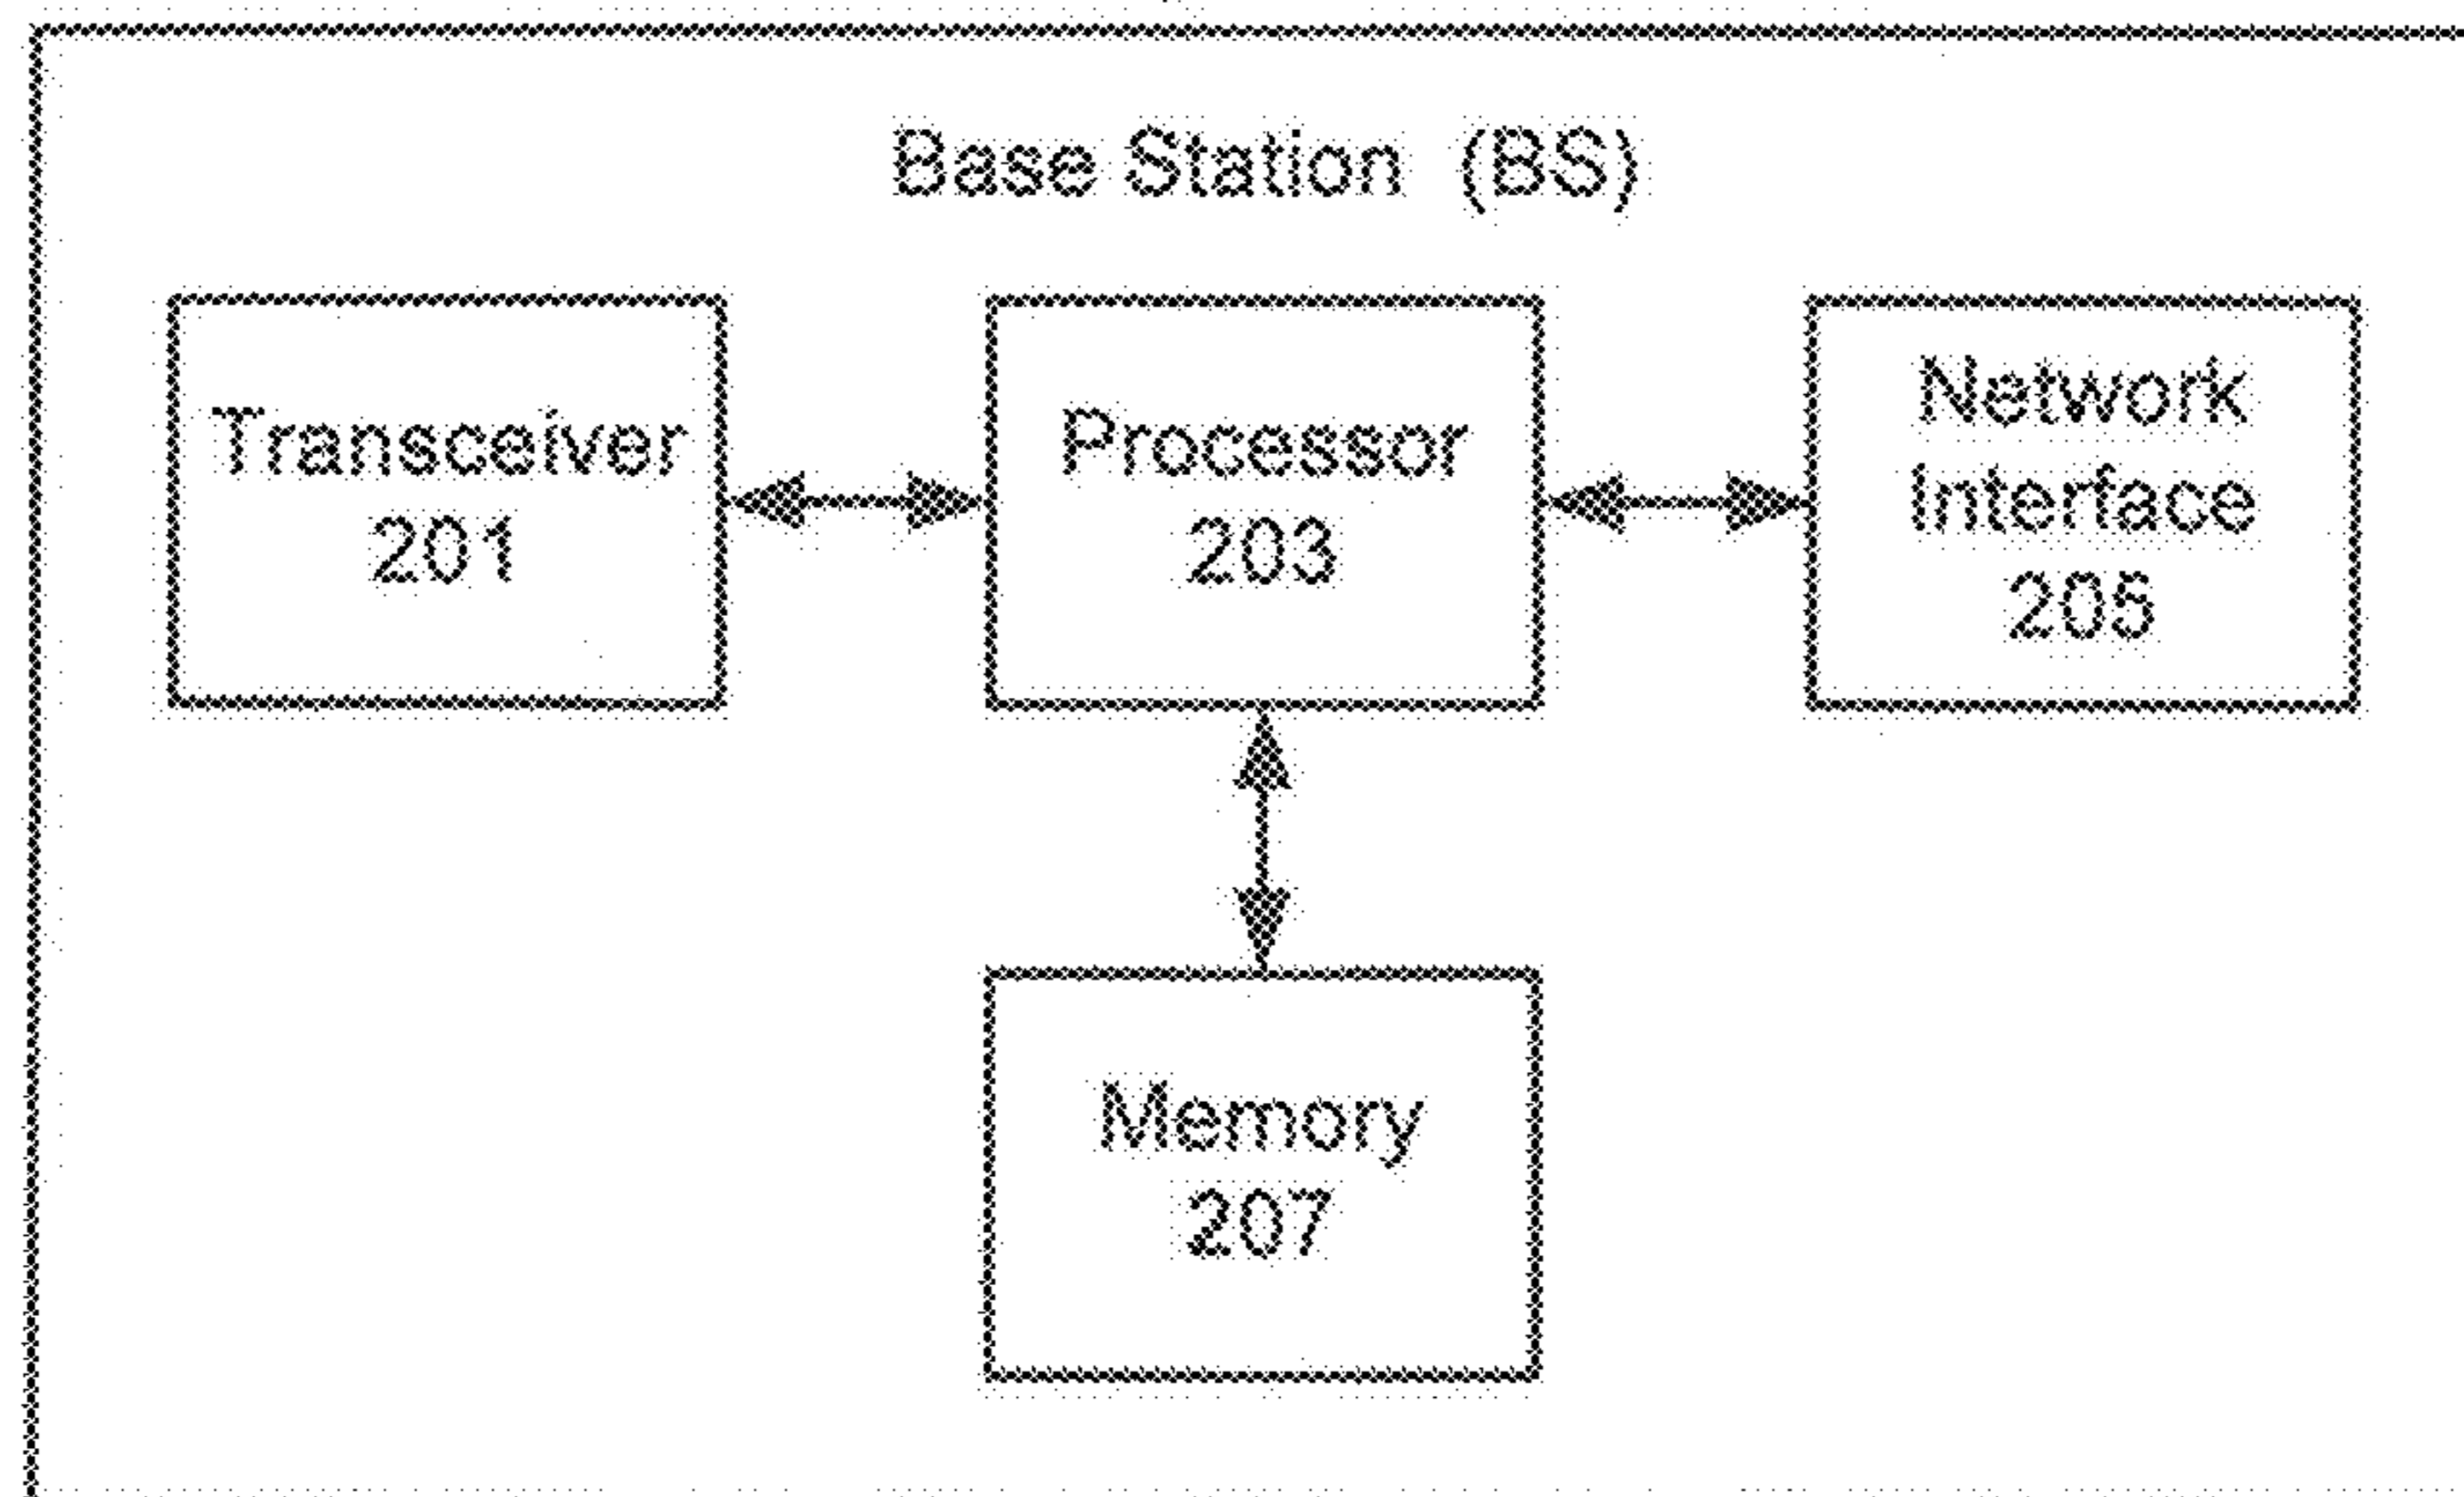 Base Station (BS)
Transceiver
201
Processor
203
Network
Interface
205
Memory
207